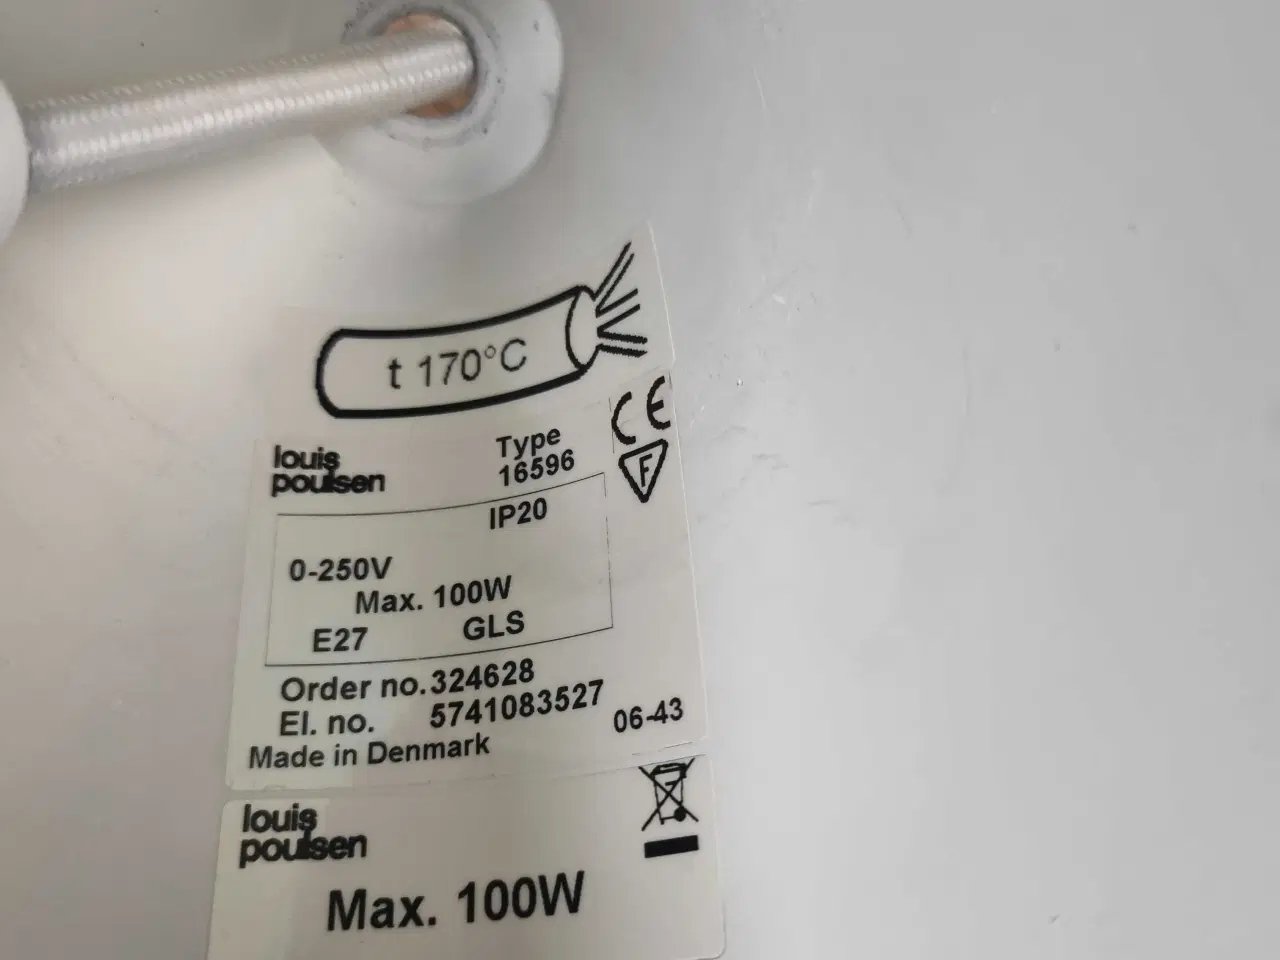 t 170°C
CE
F
louis
poulsen
Type
16596
IP20
0-250V
Max. 100W
E27 GLS
Order no. 324628
El. no. 5741083527
06-43
Made in Denmark
louis
poulsen
Max. 100W